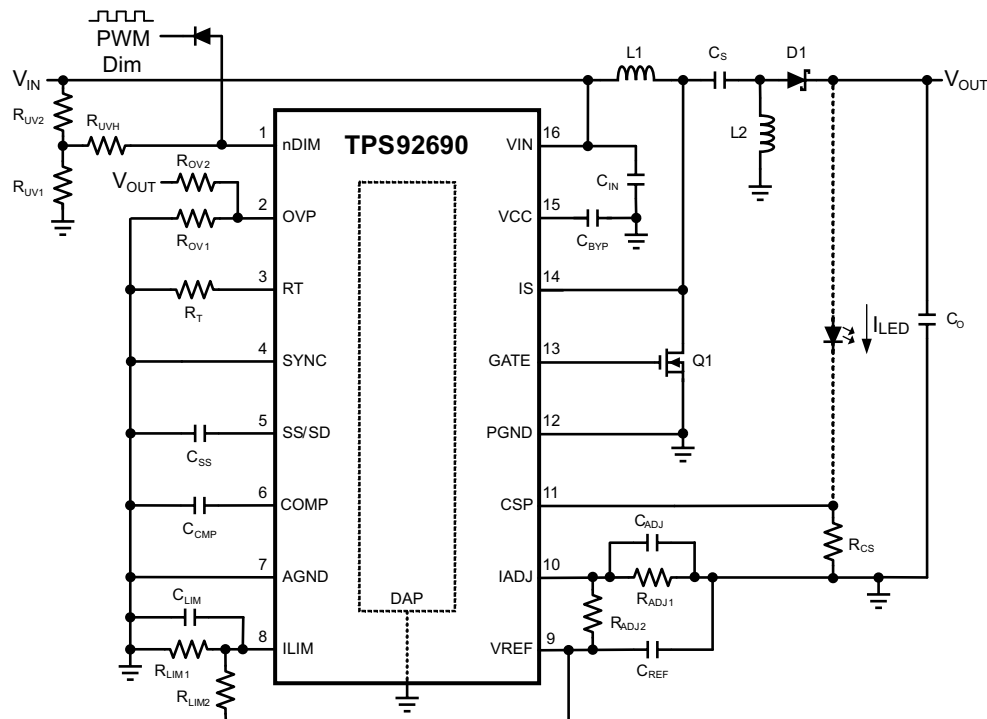 PWM
Dim
L1
CS
D1
VIN
VOUT
RUV2
RUVH
1
nDIM
TPS92690
VIN
16
L2
RUV1
ROV2
VOUT
CIN
2
OVP
VCC
15
ROV1
CBYP
3
RT
IS
14
RT
ILED
CO
4
SYNC
GATE
13
Q1
5
SS/SD
PGND
12
CSS
6
COMP
CSP
11
CCMP
CADJ
RCS
7
AGND
IADJ
10
CLIM
DAP
RADJ1
RADJ2
8
ILIM
VREF
9
RLIM1
CREF
RLIM2